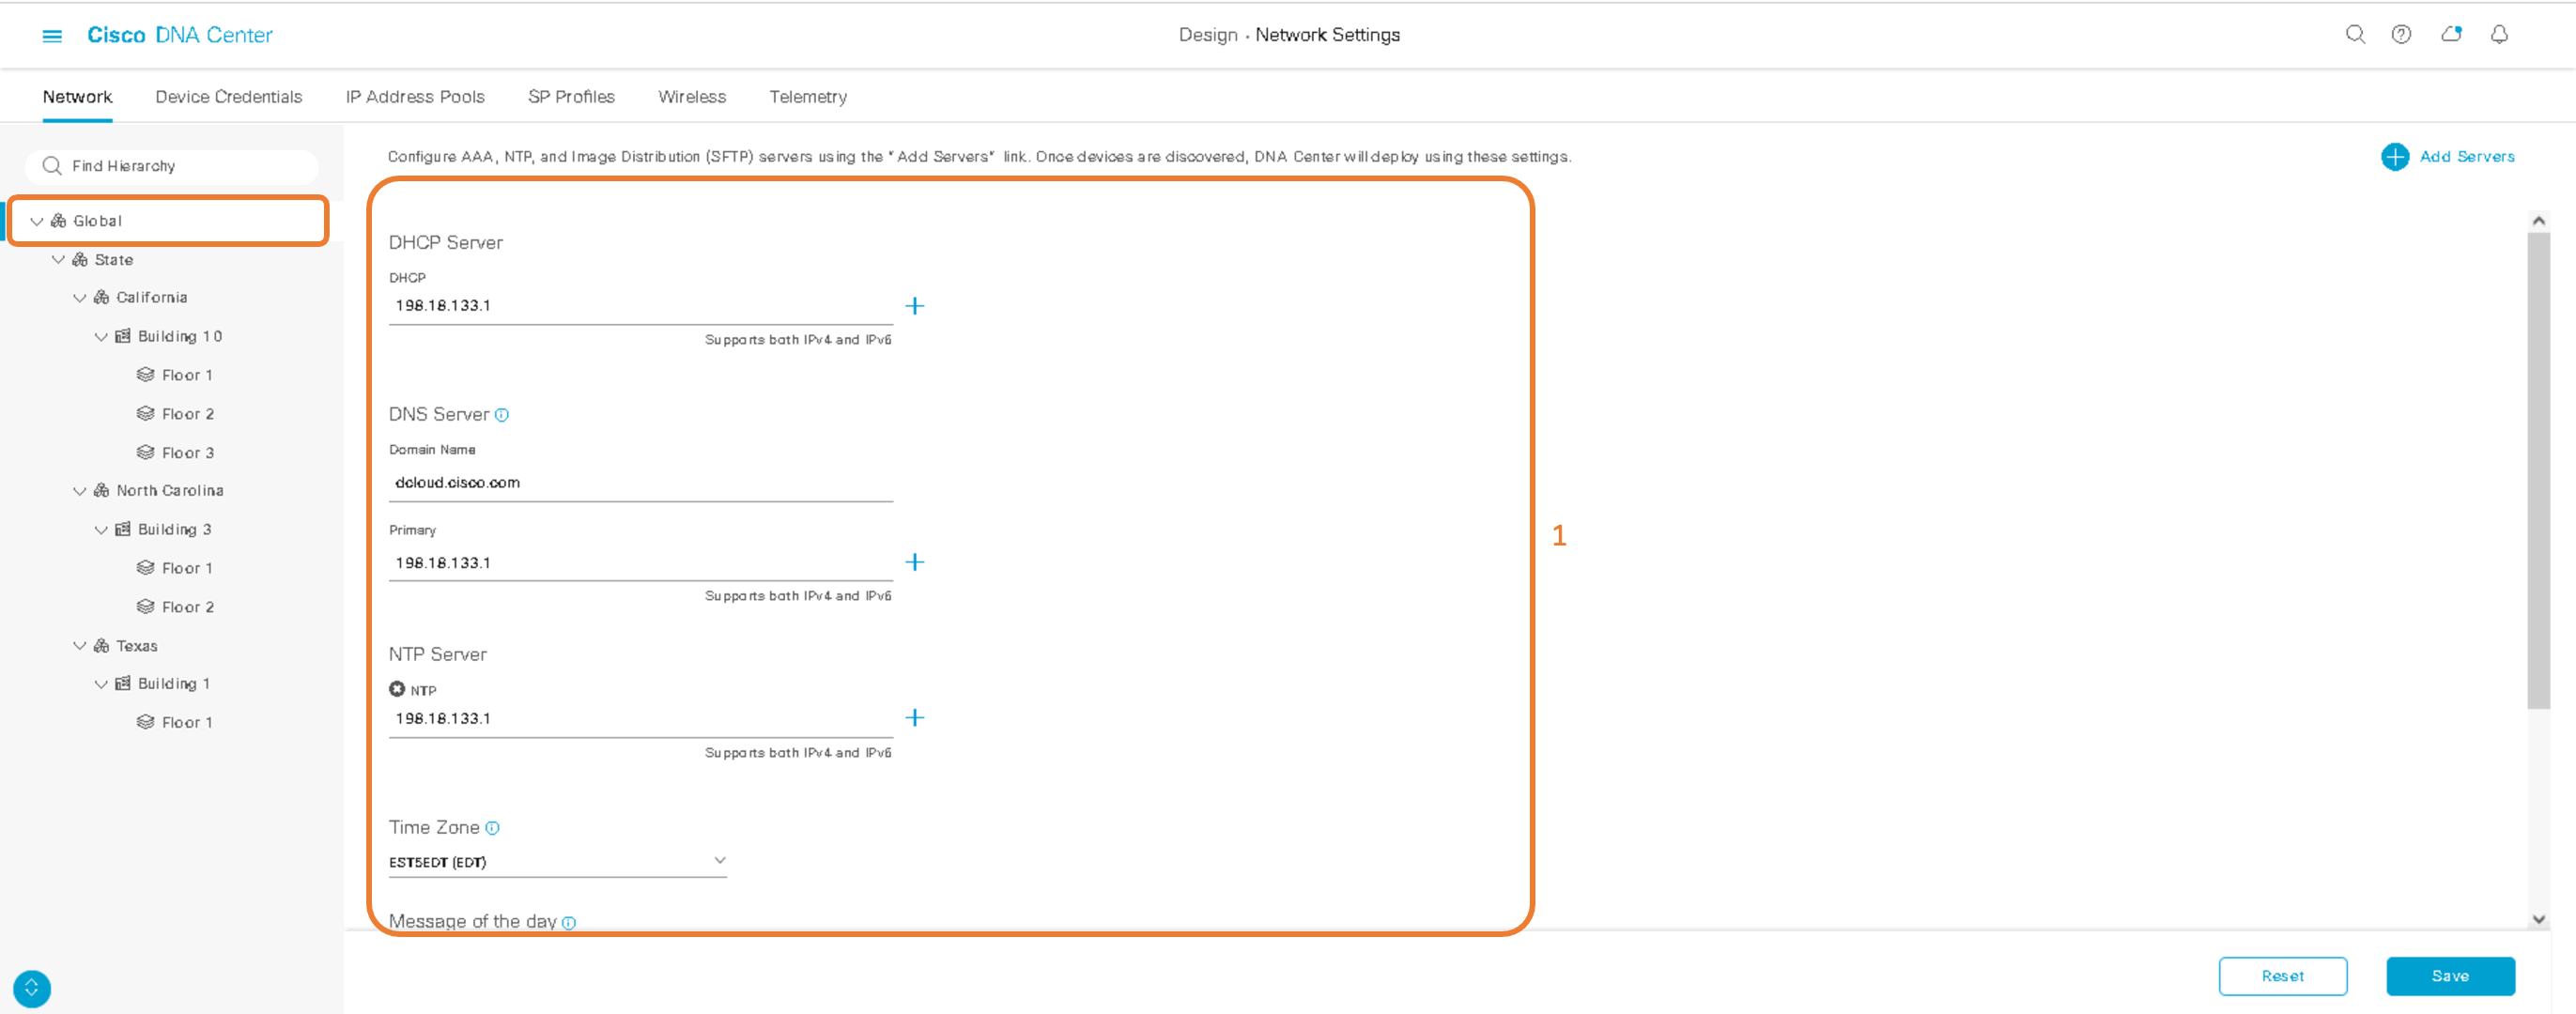 Cisco DNA Center
Design · Network Settings
Network Device Credentials IP Address Pools SP Profiles Wireless Telemetry
Find Hierarchy
Global
State
California
Building 10
Floor 1
Floor 2
Floor 3
North Carolina
Building 3
Floor 1
Floor 2
Texas
Building 1
Floor 1
Configure AAA, NTP, and Image Distribution (SFTP) servers using the "Add Servers" link. Once devices are discovered, DNA Center will deploy using these settings.
Add Servers
DHCP Server
DHCP
198.18.133.1
Supports both IPv4 and IPv6
DNS Server
Domain Name
dcloud.cisco.com
Primary
198.18.133.1
Supports both IPv4 and IPv6
NTP Server
NTP
198.18.133.1
Supports both IPv4 and IPv6
Time Zone
EST5EDT (EDT)
Message of the day
1
Reset Save